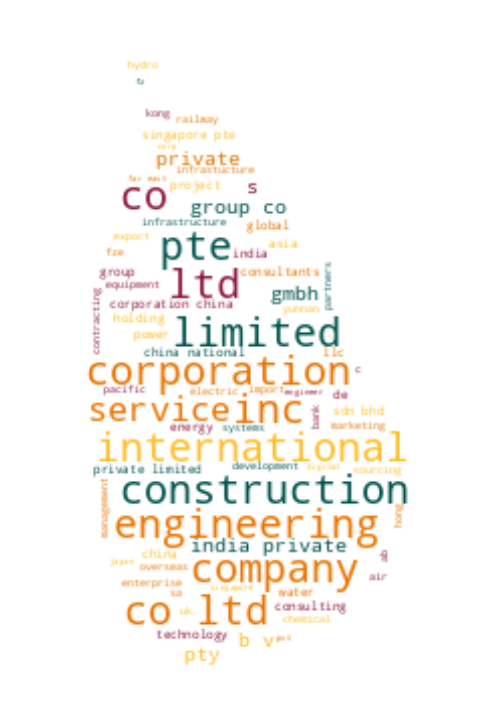 hydro
kong
railway
singapore pte
corp
private
infrastucture
far east
project
s
co
group co
infrastructure
global
export
pte
asia
fze
india
group
ltd
consultants
equipment
gmbh
partners
corporation china
yunnan
contracting
holding
limited
power
china national
llc
corporation
c
pacific
electric
import
engineer
de
service
inc
bank
sdn bhd
energy
systems
marketing
international
private limited
development
digital
sourcing
construction
management
engineering
hong
india private
china
ab
japan
overseas
company
air
enterprise
singapore
sa
water
co ltd
uk
consulting
chemical
technology
b v
pty